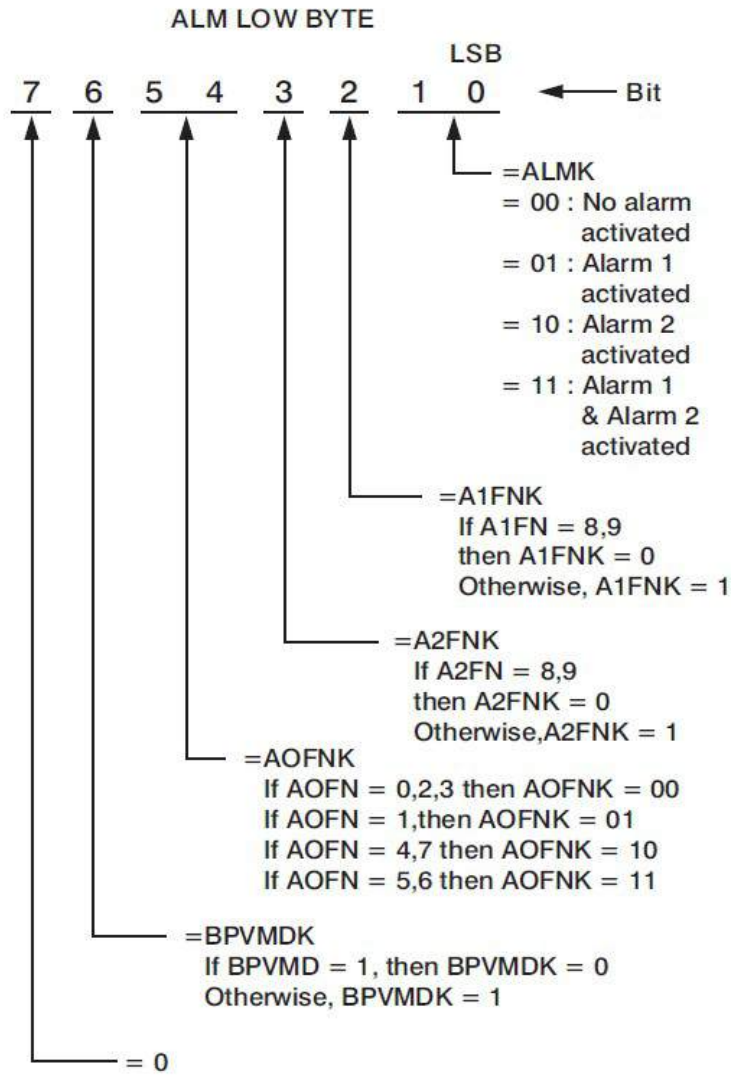 ALM LOW BYTE
LSB
7 6 5 4 3 2 1 0 Bit
=ALMK
= 00 : No alarm
activated
= 01 : Alarm 1
activated
= 10 : Alarm 2
activated
= 11 : Alarm 1
& Alarm 2
activated
=A1FNK
If A1FN = 8,9
then A1FNK = 0
Otherwise, A1FNK = 1
=A2FNK
If A2FN = 8,9
then A2FNK = 0
Otherwise,A2FNK = 1
=AOFNK
If AOFN = 0,2,3 then AOFNK = 00
If AOFN = 1,then AOFNK = 01
If AOFN = 4,7 then AOFNK = 10
If AOFN = 5,6 then AOFNK = 11
=BPVMDK
If BPVMD = 1, then BPVMDK = 0
Otherwise, BPVMDK = 1
= 0